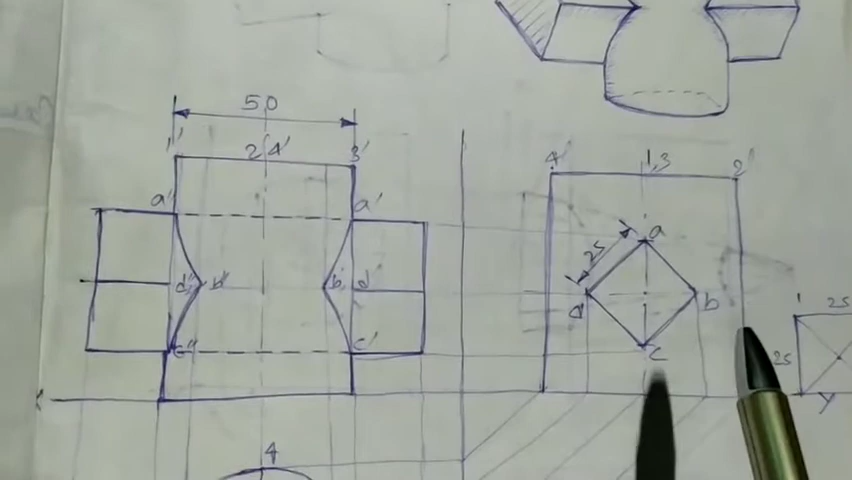 50
1' 2' 4' 3'
4' 1,3 2'
a' a'
a
25
d" b" b' d'
d b
1 25
c" c'
c
25
X
Y
4